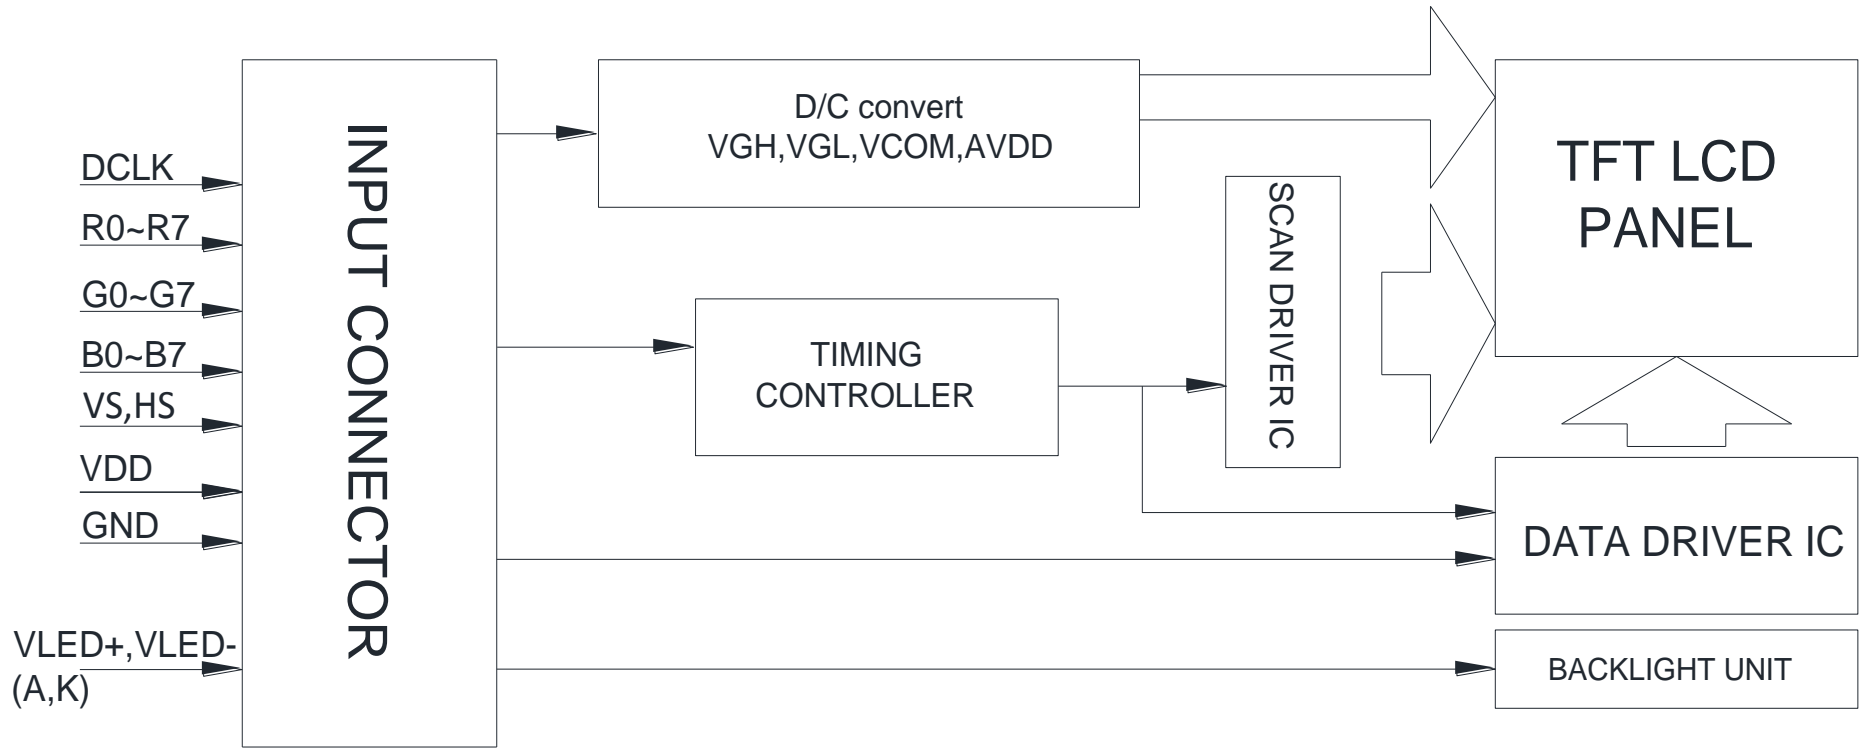 DCLK
R0~R7
G0~G7
B0~B7
VS,HS
VDD
GND
VLED+,VLED-
(A,K)
INPUT CONNECTOR
D/C convert
VGH,VGL,VCOM,AVDD
TIMING
CONTROLLER
SCAN DRIVER IC
TFT LCD
PANEL
DATA DRIVER IC
BACKLIGHT UNIT